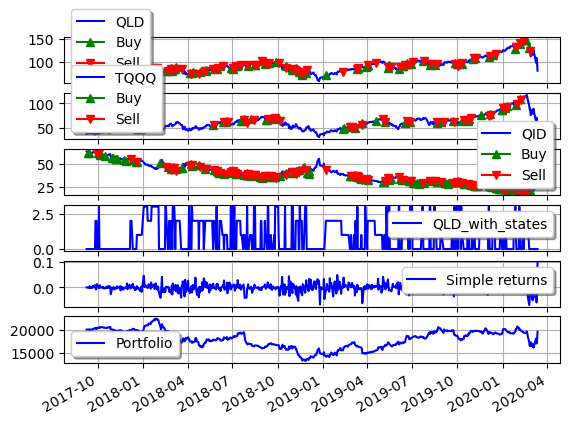 QLD
Buy
Sell
150
100
TQQQ
Buy
Sell
100
50
QID
Buy
Sell
50
25
QLD_with_states
2.5
0.0
Simple returns
0.1
0.0
Portfolio
20000
15000
2017-10
2018-01
2018-04
2018-07
2018-10
2019-01
2019-04
2019-07
2019-10
2020-01
2020-04